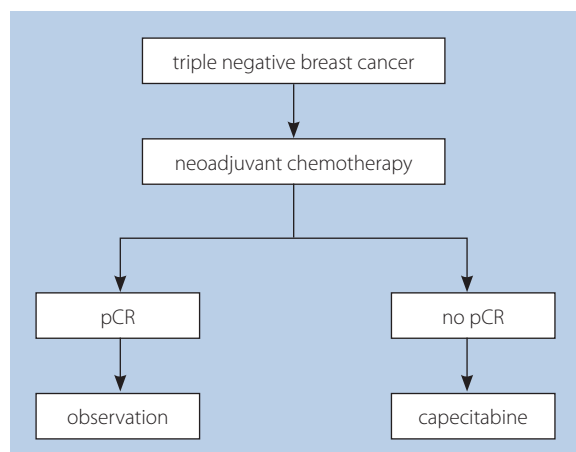 triple negative breast cancer
neoadjuvant chemotherapy
pCR
no pCR
observation
capecitabine